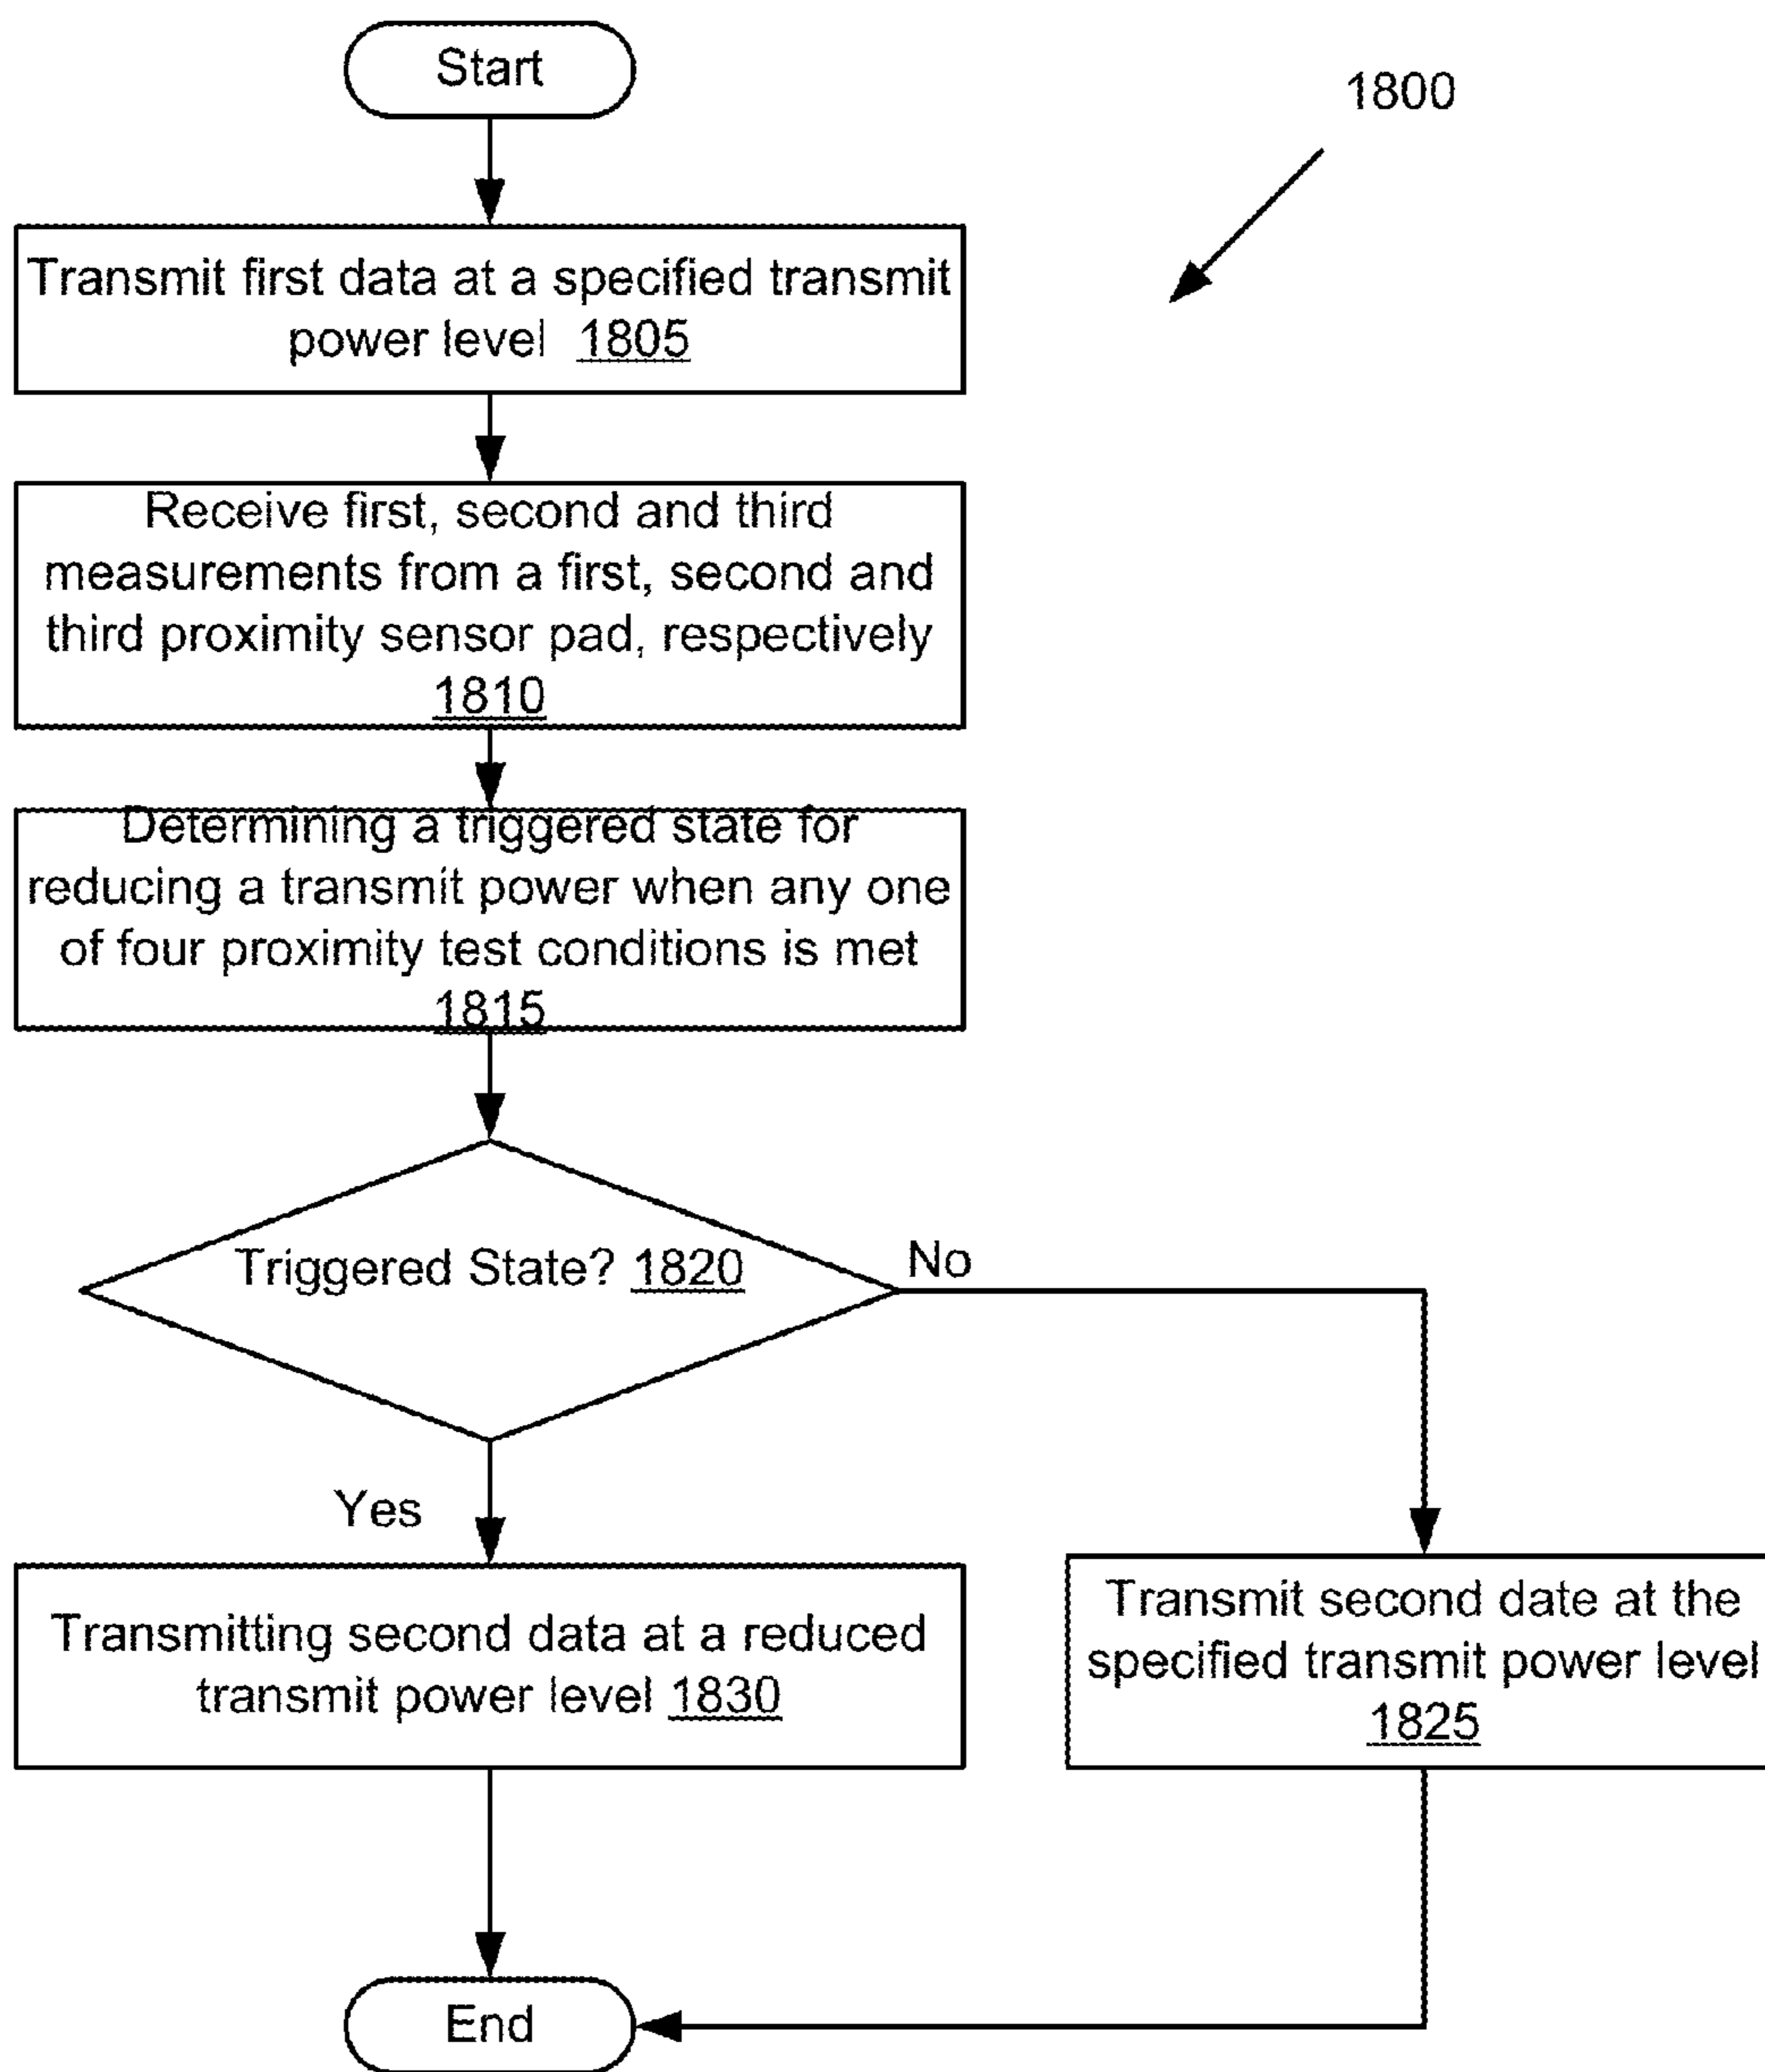 Start
1800
Transmit first data at a specified transmit
power level 1805
Receive first, second and third
measurements from a first, second and
third proximity sensor pad, respectively
1810
Determining a triggered state for
reducing a transmit power when any one
of four proximity test conditions is met
1815
Triggered State? 1820
No
Yes
Transmitting second data at a reduced
transmit power level 1830
Transmit second date at the
specified transmit power level
1825
End